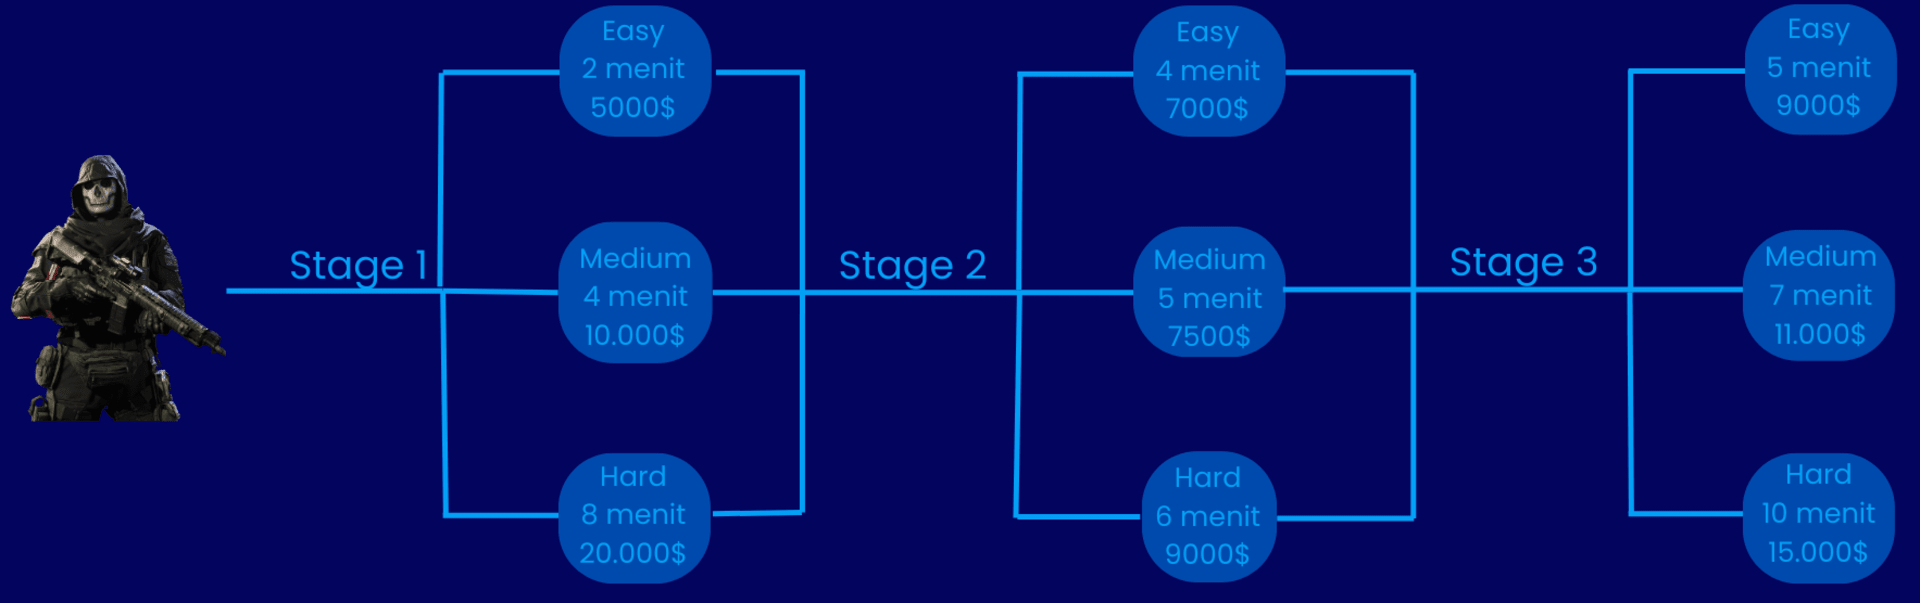 Stage 1
Easy
2 menit
5000$
Medium
4 menit
10.000$
Hard
8 menit
20.000$
Stage 2
Easy
4 menit
7000$
Medium
5 menit
7500$
Hard
6 menit
9000$
Stage 3
Easy
5 menit
9000$
Medium
7 menit
11.000$
Hard
10 menit
15.000$